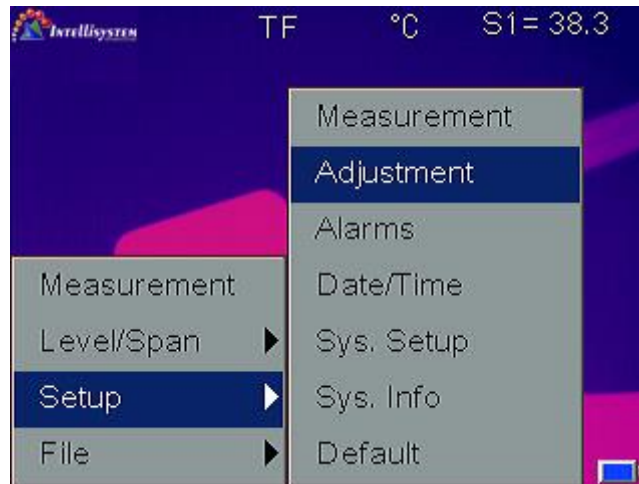 INTELLISYSTEM TF °C S1= 38.3
Measurement
Adjustment
Alarms
Date/Time
Sys. Setup
Sys. Info
Default
Measurement
Level/Span
Setup
File